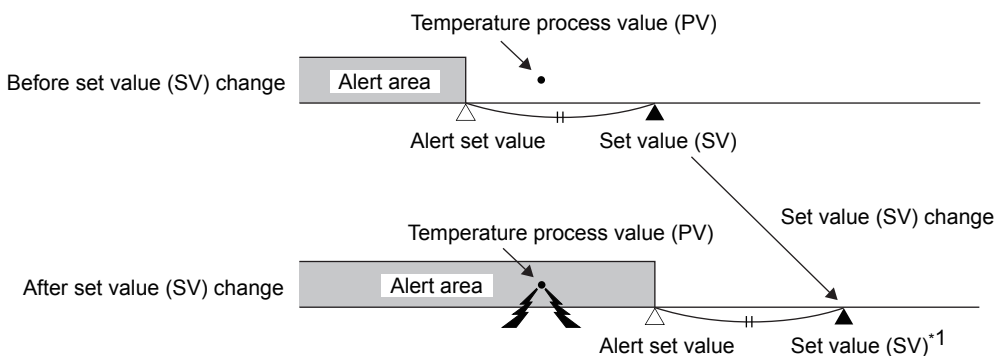 Temperature process value (PV)
Before set value (SV) change
Alert area
Alert set value
Set value (SV)
Set value (SV) change
Temperature process value (PV)
After set value (SV) change
Alert area
Alert set value
Set value (SV)*1